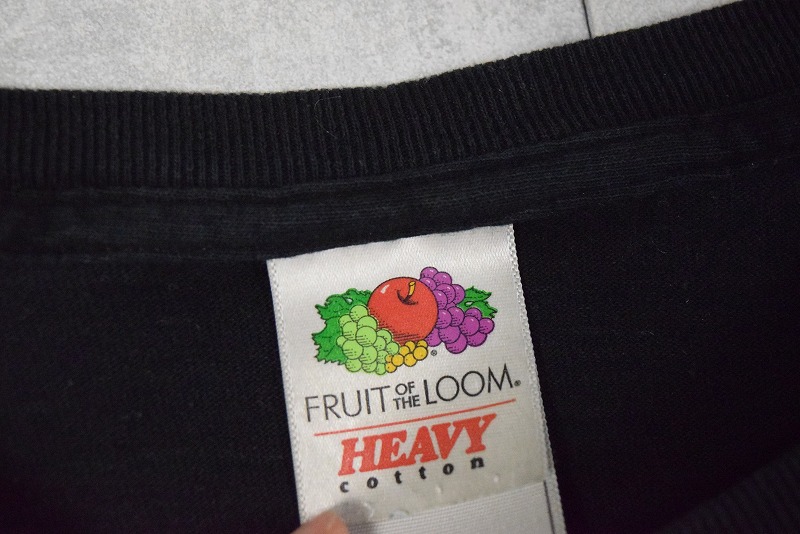 FRUIT OF THE LOOM®
HEAVY
cotton